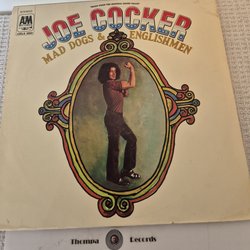 A&M
JOE COCKER
MAD DOGS & ENGLISHMEN
Thompa Records